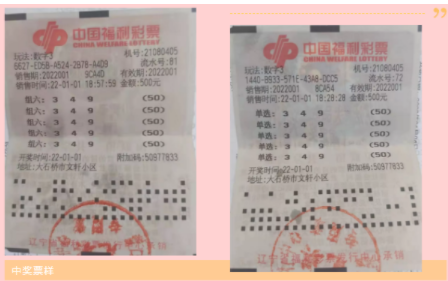 中国福利彩票
CHINA WELFARE LOTTERY
玩法:数字3 机号:21080405
流水号:81
销售期:2022001 有效期:2022001
销售时间:22-01-01 18:57:59 金额:500元
组六: 3 4 9 (50)
组六: 3 4 9 (50)
组六: 3 4 9 (50)
组六: 3 4 9 (50)
组六: 3 4 9 (50)
开奖时间:22-01-01 附加码:50977833
地址:大石桥市文轩小区
中奖票样
中国福利彩票
CHINA WELFARE LOTTERY
玩法:数字3 机号:21080405
流水号:72
销售期:2022001 有效期:2022001
销售时间:22-01-01 18:28:28 金额:500元
单选: 3 4 9 (50)
单选: 3 4 9 (50)
单选: 3 4 9 (50)
单选: 3 4 9 (50)
单选: 3 4 9 (50)
开奖时间:22-01-01 附加码:50977833
地址:大石桥市文轩小区